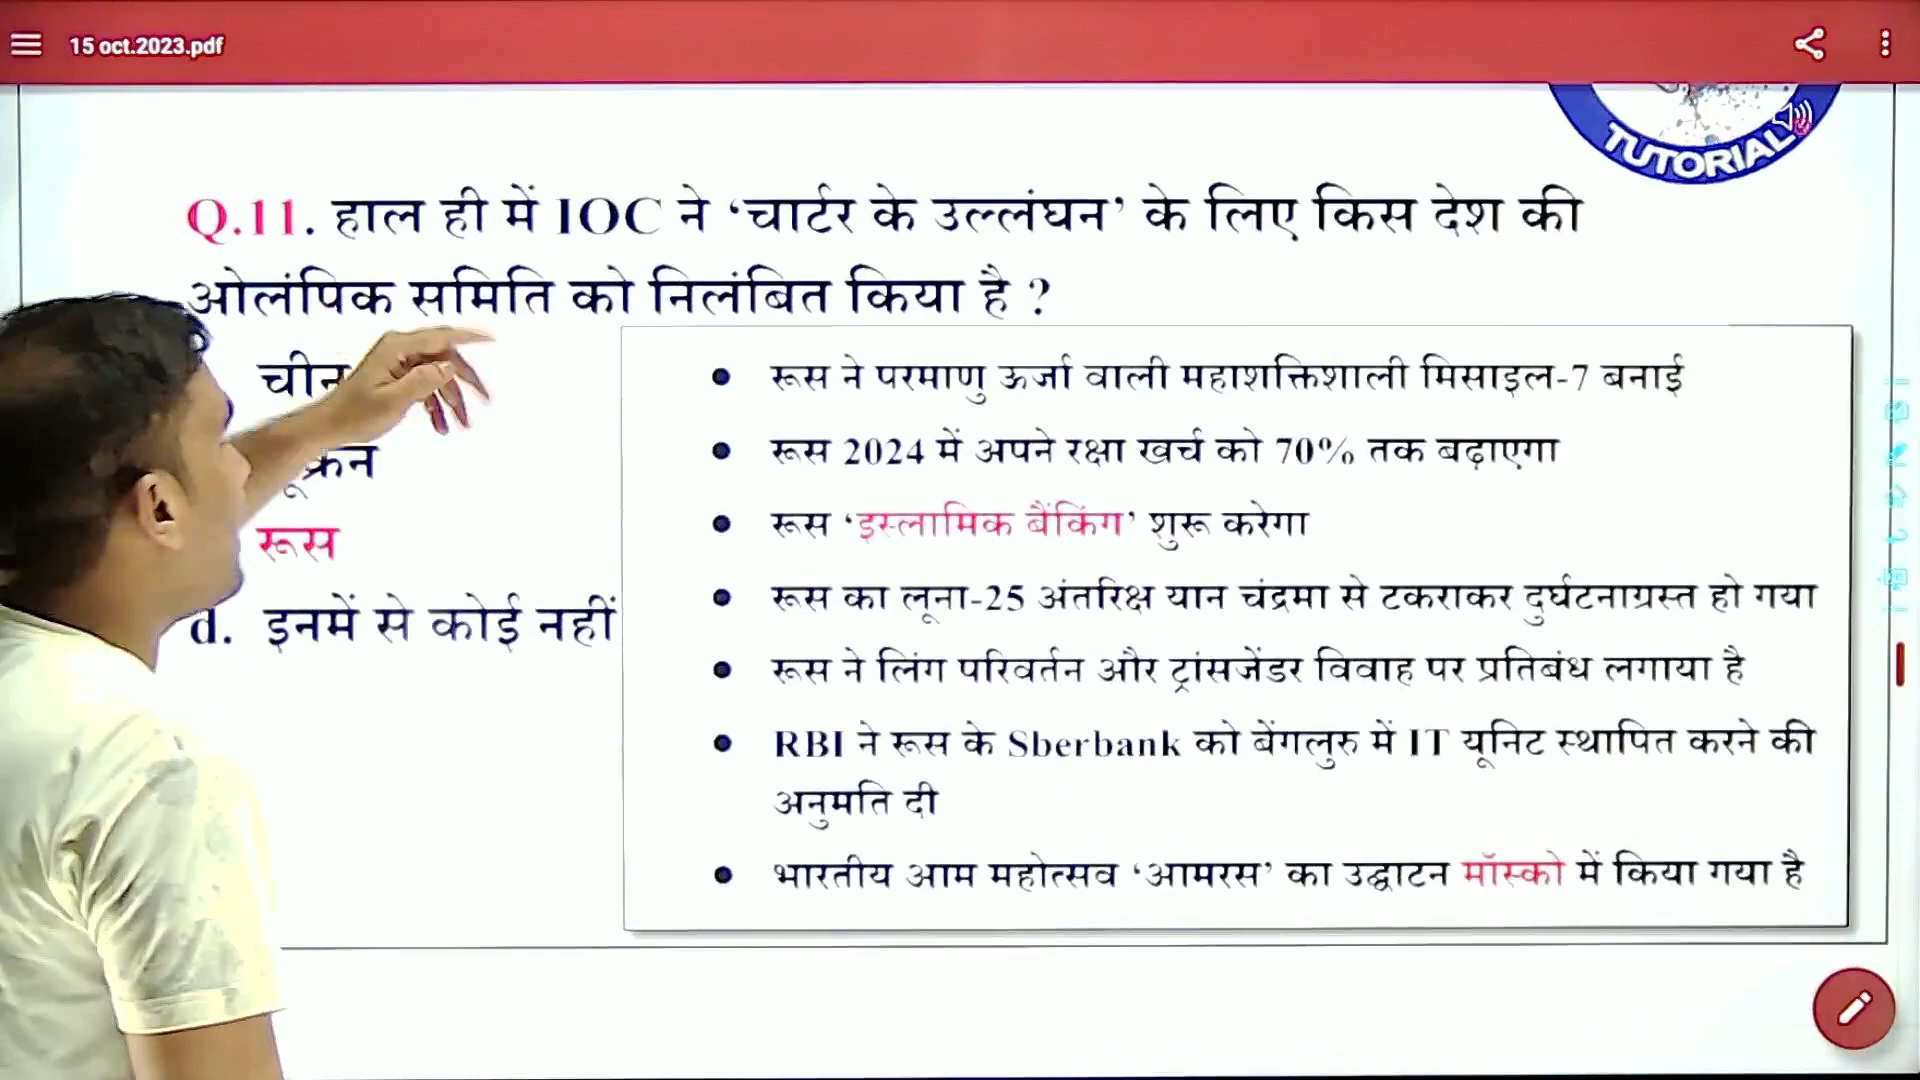 15 oct.2023.pdf
TUTORIAL
Q.11. हाल ही में IOC ने ‘चार्टर के उल्लंघन’ के लिए किस देश की
ओलंपिक समिति को निलंबित किया है ?
चीन
रूस
d. इनमें से कोई नहीं
• रूस ने परमाणु ऊर्जा वाली महाशक्तिशाली मिसाइल-7 बनाई
• रूस 2024 में अपने रक्षा खर्च को 70% तक बढ़ाएगा
• रूस ‘इस्लामिक बैंकिंग’ शुरू करेगा
• रूस का लूना-25 अंतरिक्ष यान चंद्रमा से टकराकर दुर्घटनाग्रस्त हो गया
• रूस ने लिंग परिवर्तन और ट्रांसजेंडर विवाह पर प्रतिबंध लगाया है
• RBI ने रूस के Sberbank को बेंगलुरु में IT यूनिट स्थापित करने की
अनुमति दी
• भारतीय आम महोत्सव ‘आमरस’ का उद्घाटन मॉस्को में किया गया है